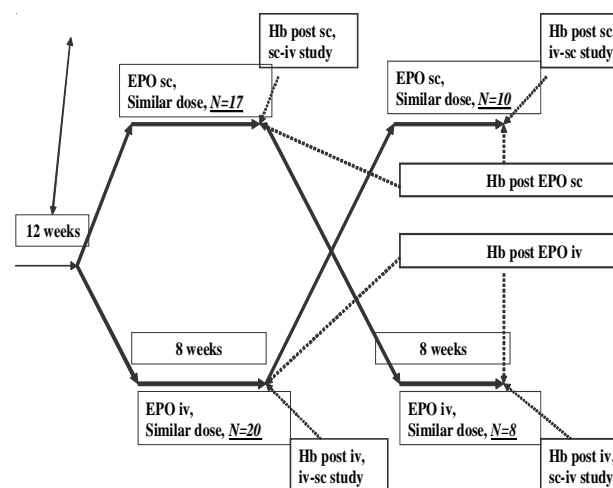 Hb post sc,
sc-iv study
Hb post sc,
iv-sc study
EPO sc,
Similar dose, N=17
EPO sc,
Similar dose, N=10
Hb post EPO sc
12 weeks
Hb post EPO iv
8 weeks
8 weeks
EPO iv,
Similar dose, N=20
EPO iv,
Similar dose, N=8
Hb post iv,
iv-sc study
Hb post iv,
sc-iv study